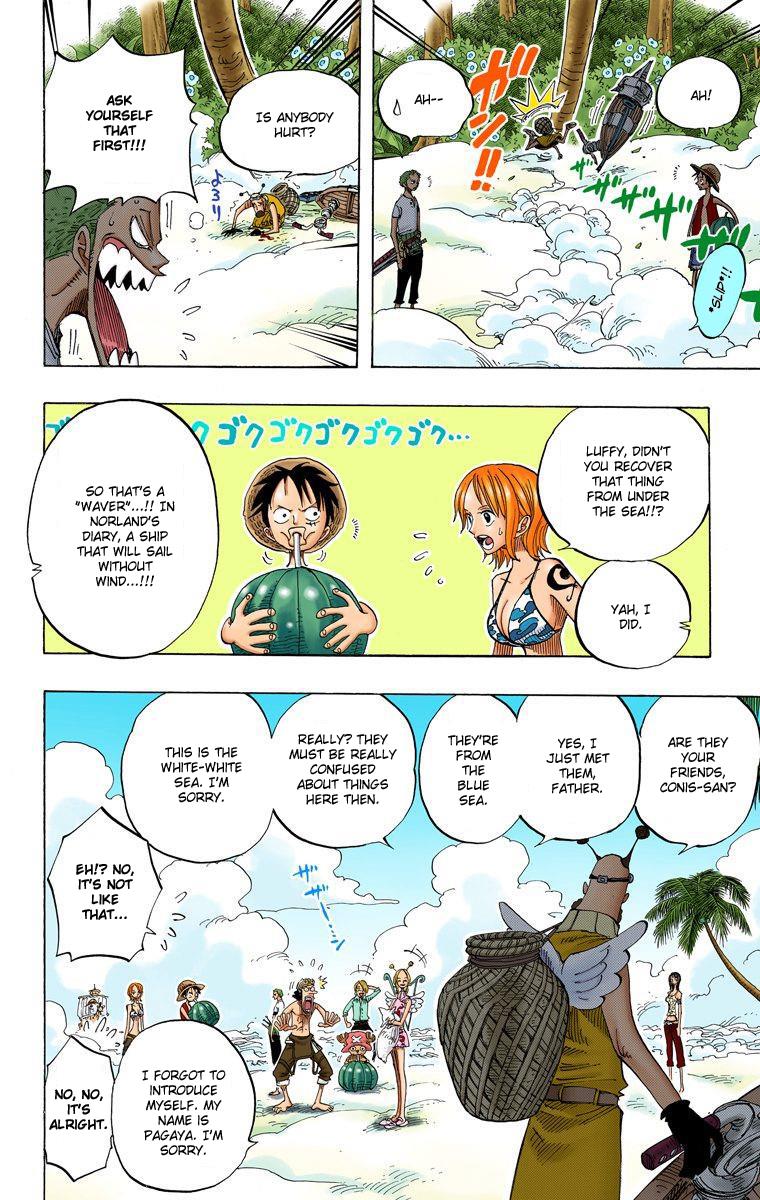 AH!
AH--
ガン!!
ザザザザザ
*SLIP*!!
IS ANYBODY
HURT?
よろり
ASK
YOURSELF
THAT
FIRST!!!
LUFFY, DIDN'T
YOU RECOVER
THAT THING
FROM UNDER
THE SEA!!?
YAH, I
DID.
ゴクゴクゴクゴクゴク...
SO THAT'S A
"WAVER"...!! IN
NORLAND'S
DIARY, A SHIP
THAT WILL SAIL
WITHOUT
WIND...!!!
ARE THEY
YOUR
FRIENDS,
CONIS-SAN?
YES, I
JUST MET
THEM,
FATHER.
THEY'RE
FROM
THE
BLUE
SEA.
REALLY? THEY
MUST BE REALLY
CONFUSED
ABOUT THINGS
HERE THEN.
THIS IS THE
WHITE-WHITE
SEA. I'M
SORRY.
EH!? NO,
IT'S NOT
LIKE
THAT...
ザザー...ン
I FORGOT TO
INTRODUCE
MYSELF. MY
NAME IS
PAGAYA. I'M
SORRY.
NO, NO,
IT'S
ALRIGHT.